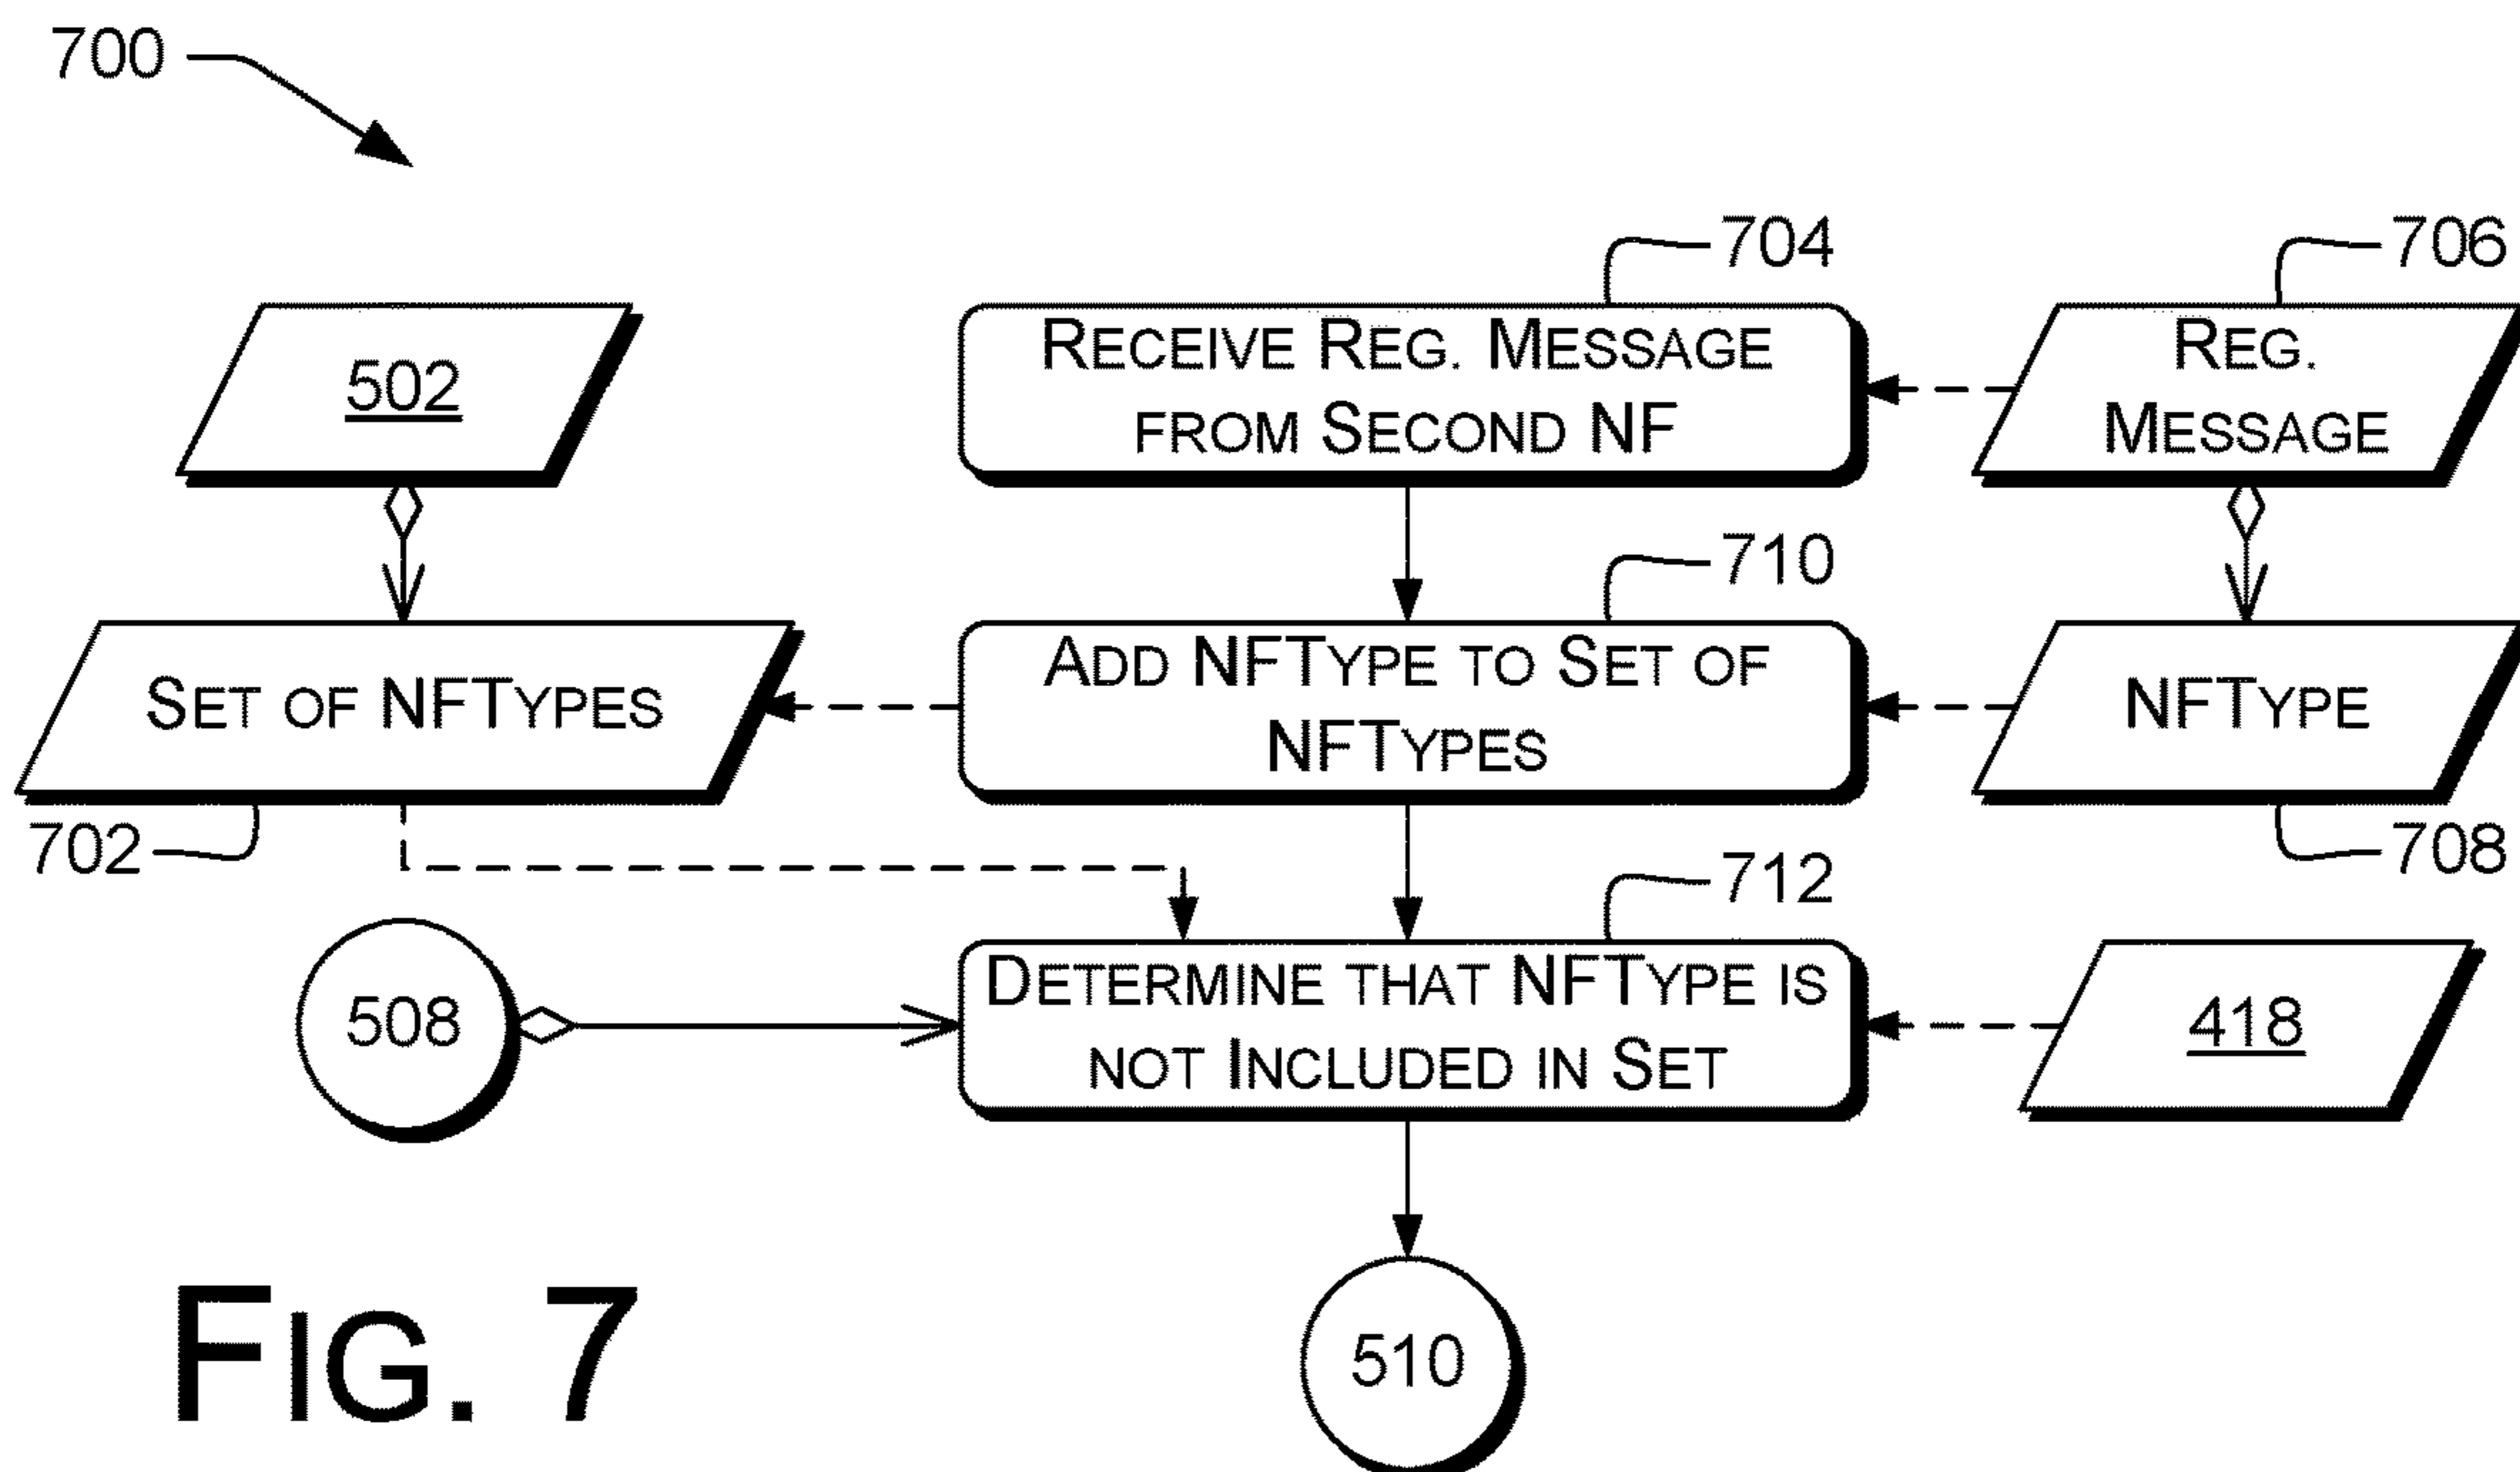 700
704
706
502
RECEIVE REG. MESSAGE
FROM SECOND NF
REG.
MESSAGE
710
SET OF NFTYPES
ADD NFTYPE TO SET OF
NFTYPES
NFTYPE
702
712
708
508
DETERMINE THAT NFTYPE IS
NOT INCLUDED IN SET
418
510
FIG. 7